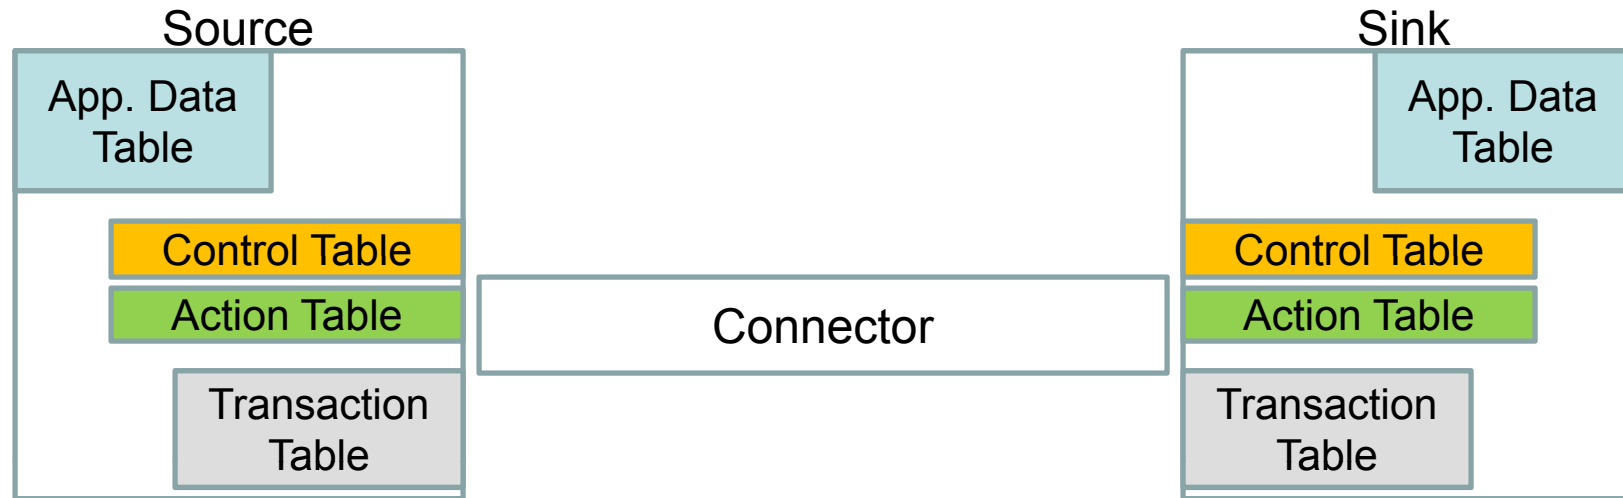 Source
App. Data
Table
Control Table
Action Table
Transaction
Table
Connector
Sink
App. Data
Table
Control Table
Action Table
Transaction
Table